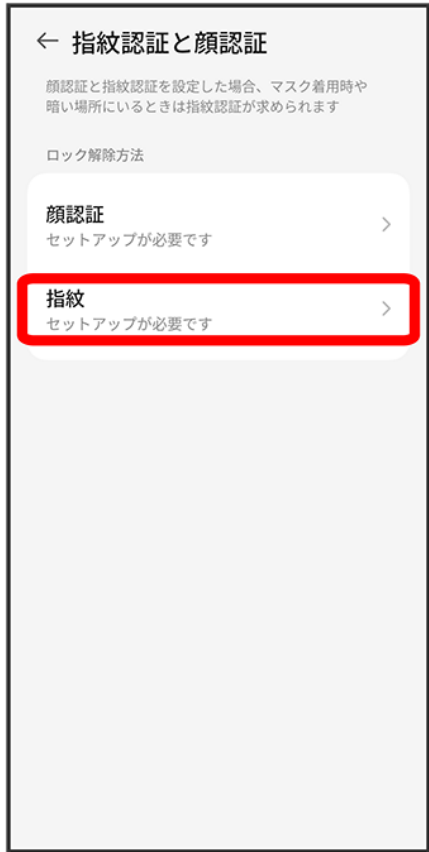 ← 指紋認証と顔認証
顔認証と指紋認証を設定した場合、マスク着用時や
暗い場所にいるときは指紋認証が求められます
ロック解除方法
顔認証
セットアップが必要です
指紋
セットアップが必要です